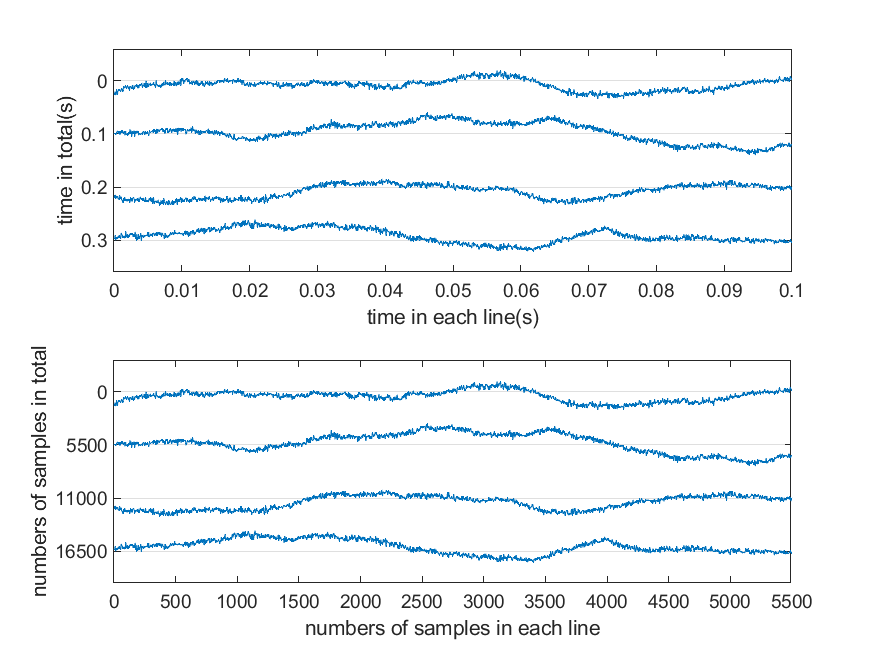 time in total(s)
0
0.1
0.2
0.3
0 0.01 0.02 0.03 0.04 0.05 0.06 0.07 0.08 0.09 0.1
time in each line(s)
numbers of samples in total
0
5500
11000
16500
0 500 1000 1500 2000 2500 3000 3500 4000 4500 5000 5500
numbers of samples in each line